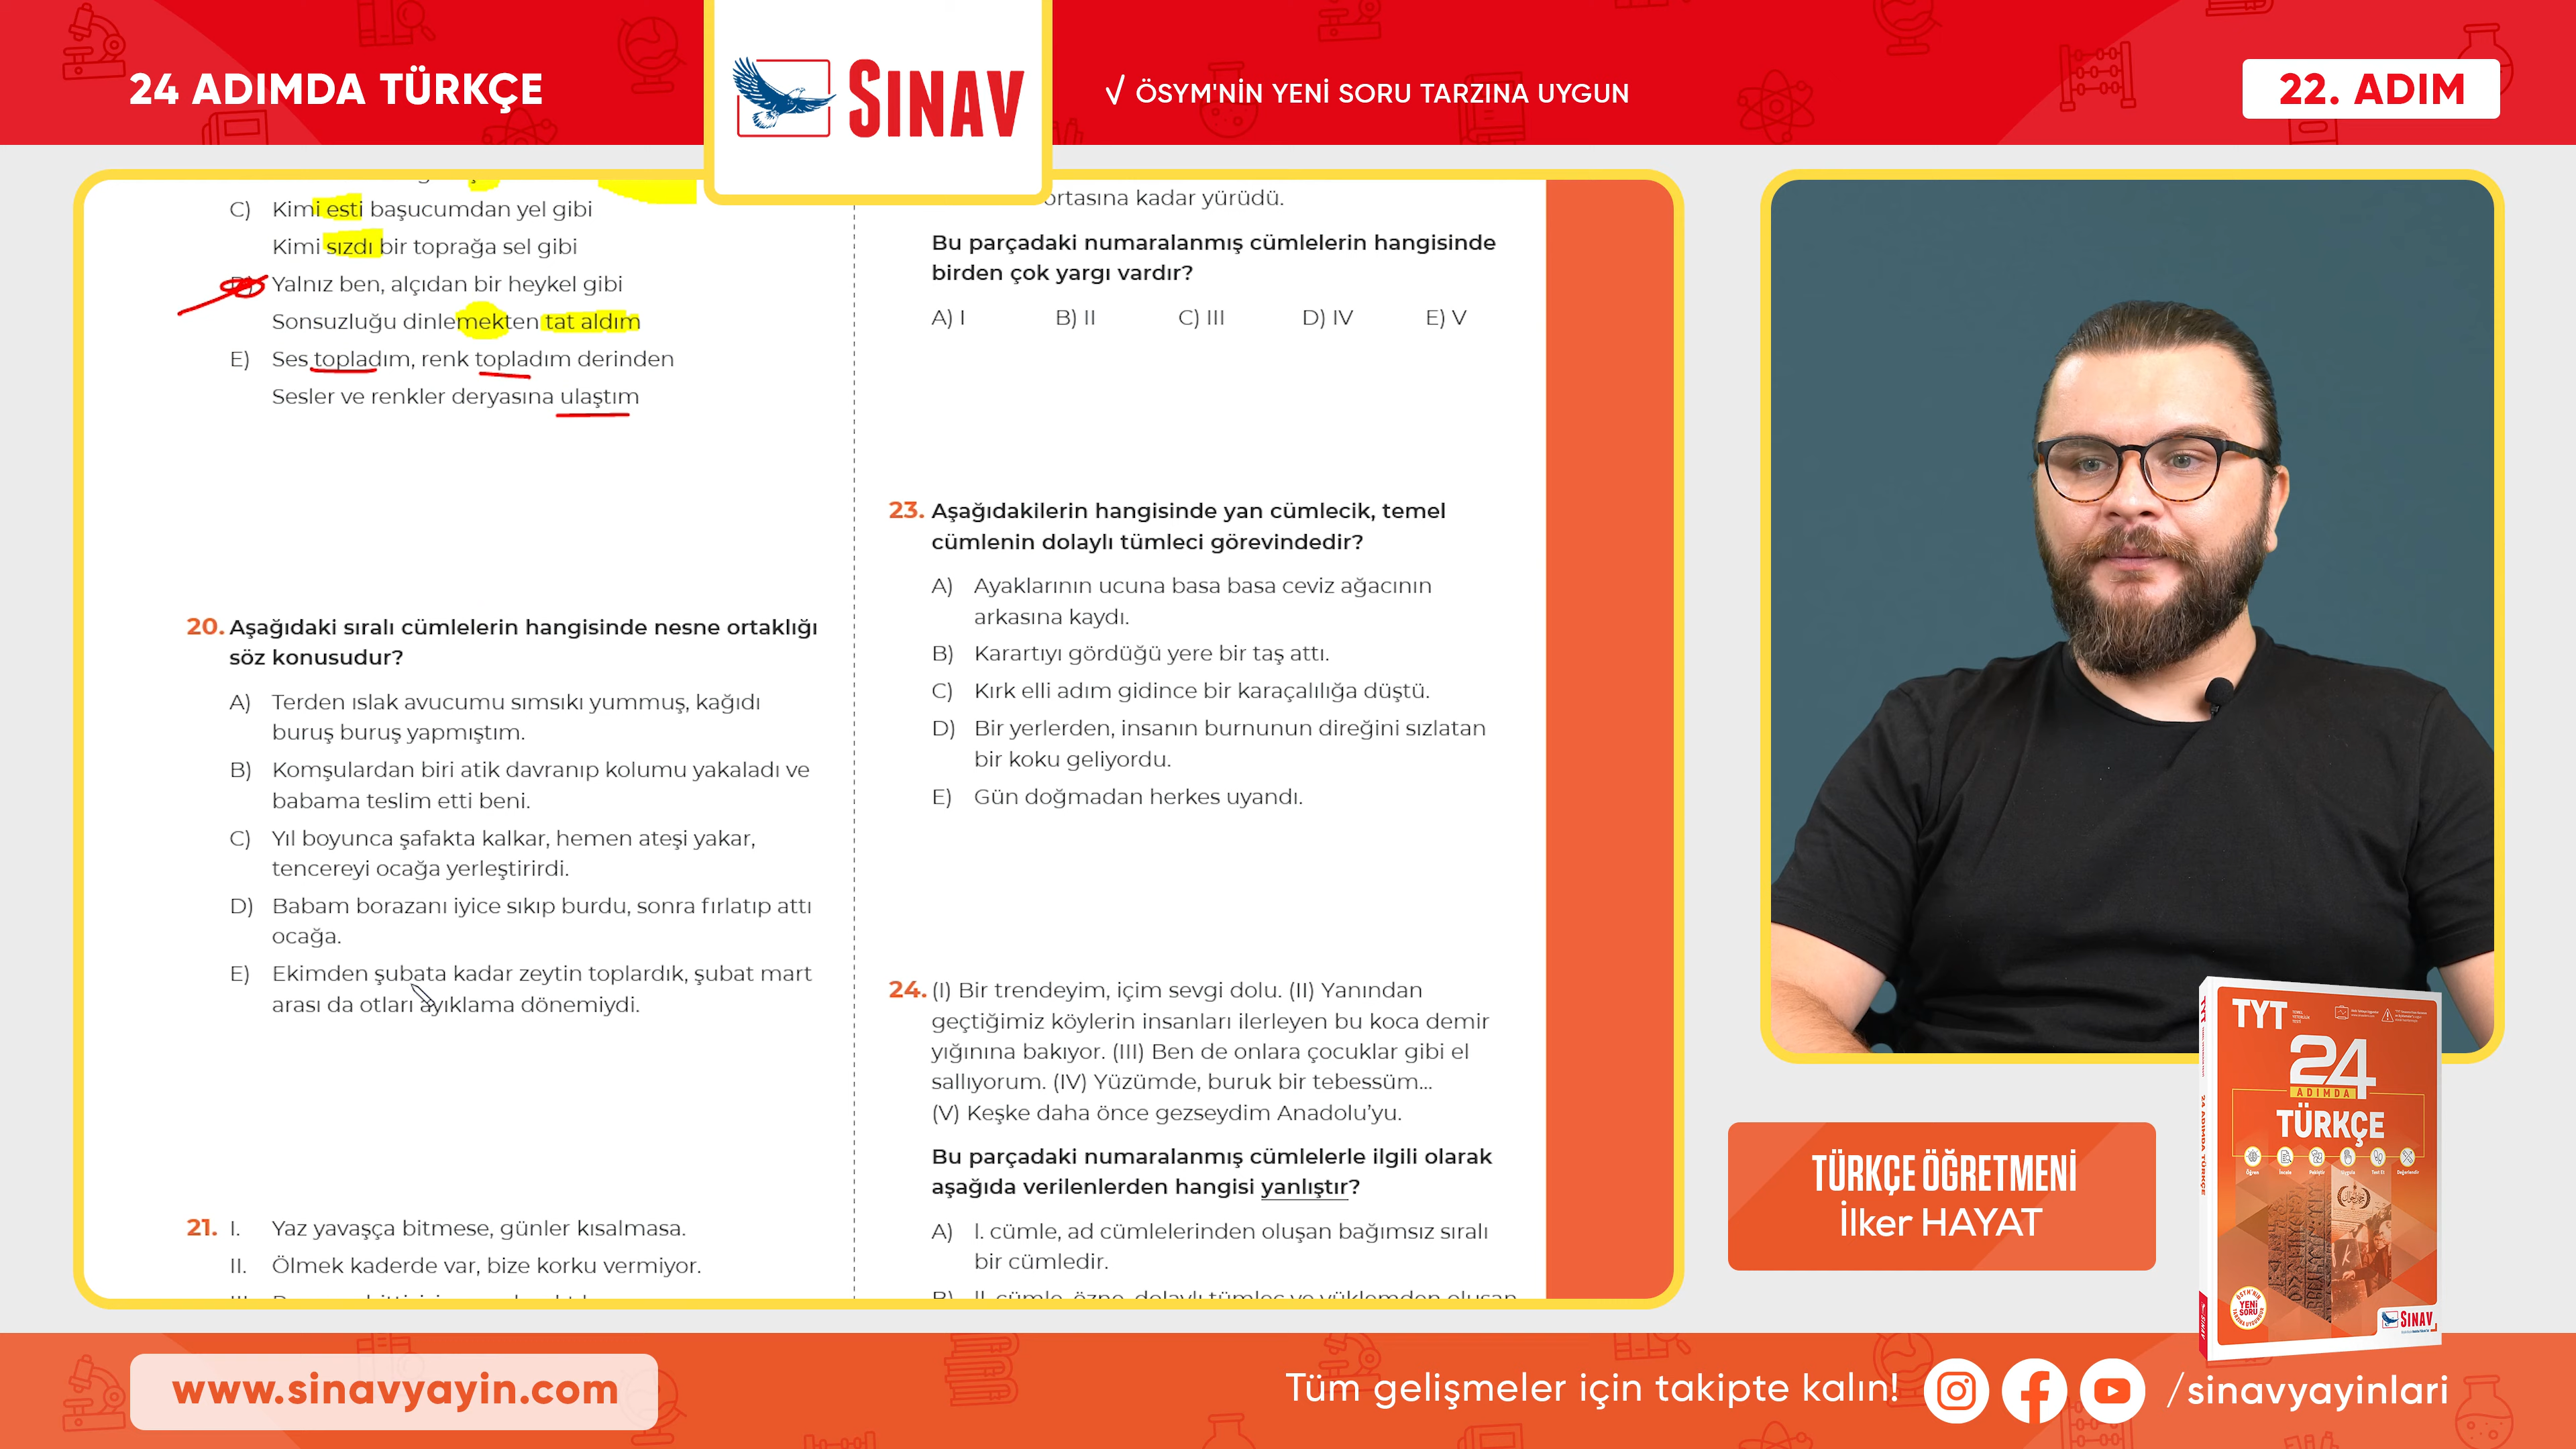 24 ADIMDA TÜRKÇE
SINAV
√ ÖSYM'NİN YENİ SORU TARZINA UYGUN
22. ADIM
C) Kimi esti başucumdan yel gibi
Kimi sızdı bir toprağa sel gibi
Yalnız ben, alçıdan bir heykel gibi
Sonsuzluğu dinlemekten tat aldım
E) Ses topladım, renk topladım derinden
Sesler ve renkler deryasına ulaştım
20. Aşağıdaki sıralı cümlelerin hangisinde nesne ortaklığı
söz konusudur?
A) Terden ıslak avucumu sımsıkı yummuş, kağıdı
buruş buruş yapmıştım.
B) Komşulardan biri atik davranıp kolumu yakaladı ve
babama teslim etti beni.
C) Yıl boyunca şafakta kalkar, hemen ateşi yakar,
tencereyi ocağa yerleştirirdi.
D) Babam borazanı iyice sıkıp burdu, sonra fırlatıp attı
ocağa.
E) Ekimden şubata kadar zeytin toplardık, şubat mart
arası da otları ayıklama dönemiydi.
21. I. Yaz yavaşça bitmese, günler kısalmasa.
II. Ölmek kaderde var, bize korku vermiyor.
ortasına kadar yürüdü.
Bu parçadaki numaralanmış cümlelerin hangisinde
birden çok yargı vardır?
A) I B) II C) III D) IV E) V
23. Aşağıdakilerin hangisinde yan cümlecik, temel
cümlenin dolaylı tümleci görevindedir?
A) Ayaklarının ucuna basa basa ceviz ağacının
arkasına kaydı.
B) Karartıyı gördüğü yere bir taş attı.
C) Kırk elli adım gidince bir karaçalılığa düştü.
D) Bir yerlerden, insanın burnunun direğini sızlatan
bir koku geliyordu.
E) Gün doğmadan herkes uyandı.
24. (I) Bir trendeyim, içim sevgi dolu. (II) Yanından
geçtiğimiz köylerin insanları ilerleyen bu koca demir
yığınına bakıyor. (III) Ben de onlara çocuklar gibi el
sallıyorum. (IV) Yüzümde, buruk bir tebessüm...
(V) Keşke daha önce gezseydim Anadolu'yu.
Bu parçadaki numaralanmış cümlelerle ilgili olarak
aşağıda verilenlerden hangisi yanlıştır?
A) I. cümle, ad cümlelerinden oluşan bağımsız sıralı
bir cümledir.
B) II. cümle, özne, dolaylı tümleç ve yüklemden oluşan
TÜRKÇE ÖĞRETMENİ
İlker HAYAT
TYT
24
ADIMDA
TÜRKÇE
24 ADIMDA TÜRKÇE
YENİ
SORU
SINAV
www.sinavyayin.com
Tüm gelişmeler için takipte kalın!
/sinavyayinlari